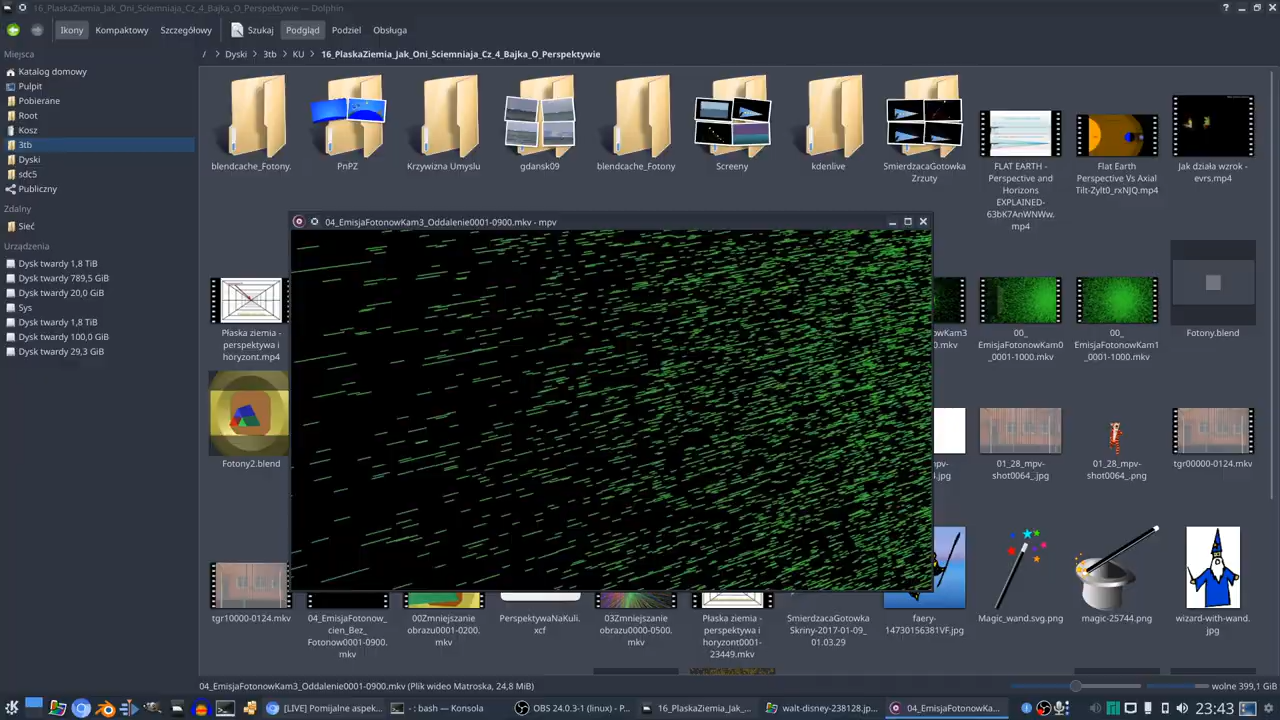 16_PlaskaZiemia_Jak_Oni_Sciemniaja_Cz_4_Bajka_O_Perspektywie — Dolphin
Ikony
Kompaktowy
Szczegółowy
Szukaj
Podgląd
Podziel
Obsługa
Miejsca
/ > Dyski > 3tb > KU > 16_PlaskaZiemia_Jak_Oni_Sciemniaja_Cz_4_Bajka_O_Perspektywie
Katalog domowy
Pulpit
Pobierane
Root
Kosz
3tb
Dyski
sdc5
Publiczny
Zdalny
Sieć
Urządzenia
Dysk twardy 1,8 TiB
Dysk twardy 789,5 GiB
Dysk twardy 20,0 GiB
Sys
Dysk twardy 1,8 TiB
Dysk twardy 100,0 GiB
Dysk twardy 29,3 GiB
blendcache_Fotony.
PnPZ
Krzywizna Umyslu
gdansk09
blendcache_Fotony
Screeny
kdenlive
SmierdzacaGotowka
Zrzuty
FLAT EARTH -
Perspective and
Horizons
EXPLAINED-
63bK7AnWNWw.
mp4
Flat Earth
Perspective Vs Axial
Tilt-Zylt0_rxNJQ.mp4
Jak działa wzrok -
evrs.mp4
04_EmisjaFotonowKam3_Oddalenie0001-0900.mkv - mpv
Płaska ziemia -
perspektywa i
horyzont.mp4
owKam3
0.mkv
00_
EmisjaFotonowKam0
_0001-1000.mkv
00_
EmisjaFotonowKam1
_0001-1000.mkv
Fotony.blend
Fotony2.blend
-mpv-
.jpg
01_28_mpv-
shot0064_.jpg
01_28_mpv-
shot0064_.png
tgr00000-0124.mkv
tgr10000-0124.mkv
04_EmisjaFotonow_
cien_Bez_
Fotonow0001-0900.
mkv
00Zmniejszanie
obrazu0001-0200.
mkv
PerspektywaNaKuli.
xcf
03Zmniejszanie
obrazu0000-0500.
mkv
Płaska ziemia -
perspektywa i
horyzont0001-
23449.mkv
SmierdzacaGotowka
Skriny-2017-01-09_
01.03.29
faery-
14730156381VF.jpg
Magic_wand.svg.png
magic-25744.png
wizard-with-wand.
jpg
04_EmisjaFotonowKam3_Oddalenie0001-0900.mkv (Plik wideo Matroska, 24,8 MiB)
wolne 399,1 GiB
[LIVE] Pomijalne aspek...
- : bash — Konsola
OBS 24.0.3-1 (linux) - P...
16_PlaskaZiemia_Jak_...
walt-disney-238128.jp...
04_EmisjaFotonowKa...
23:43